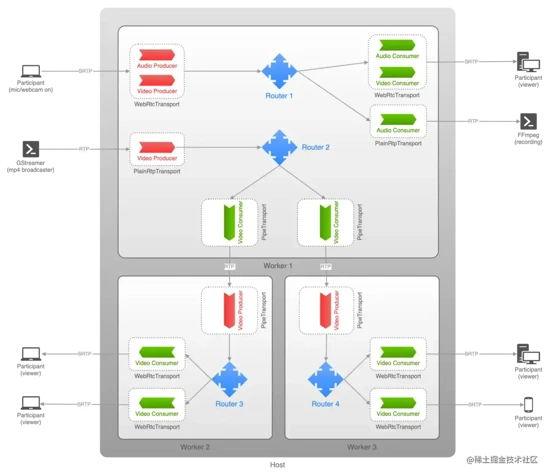 Participant
(mic/webcam on)
SRTP
Audio Producer
Video Producer
WebRtcTransport
Router 1
Audio Consumer
Video Consumer
WebRtcTransport
SRTP
Participant
(viewer)
Audio Consumer
PlainRtpTransport
RTP
FFmpeg
(recording)
GStreamer
(mp4 broadcaster)
RTP
Video Producer
PlainRtpTransport
Router 2
Video Consumer
PipeTransport
Video Consumer
PipeTransport
Worker 1
RTP
RTP
Video Producer
PipeTransport
Video Producer
PipeTransport
Participant
(viewer)
SRTP
Video Consumer
WebRtcTransport
Router 3
Participant
(viewer)
SRTP
Video Consumer
WebRtcTransport
Worker 2
Router 4
Video Consumer
WebRtcTransport
SRTP
Participant
(viewer)
Video Consumer
WebRtcTransport
SRTP
Participant
(viewer)
Worker 3
Host
@稀土掘金技术社区